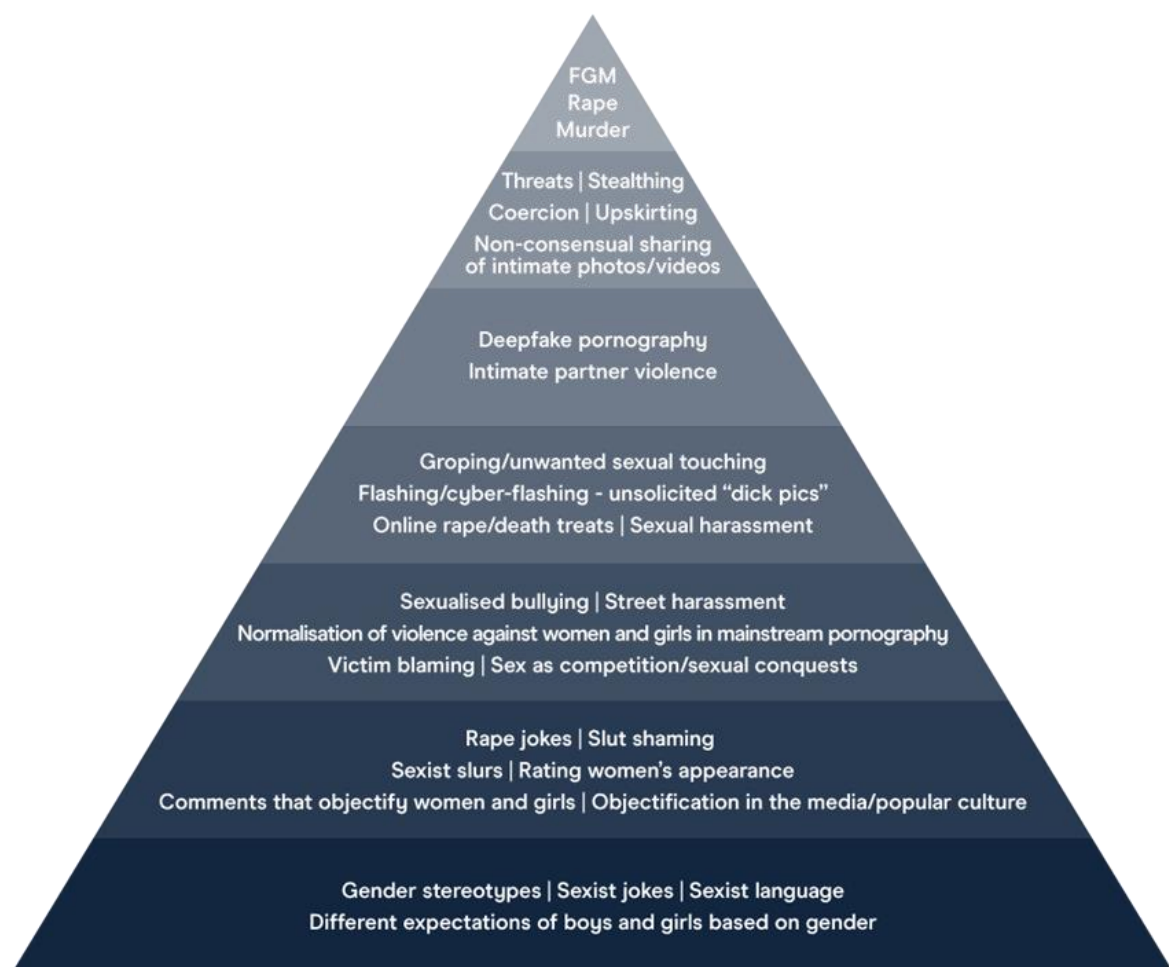 FGM
Rape
Murder
Threats | Stealthing
Coercion | Upskirting
Non-consensual sharing
of intimate photos/videos
Deepfake pornography
Intimate partner violence
Groping/unwanted sexual touching
Flashing/cyber-flashing - unsolicited “dick pics”
Online rape/death treats | Sexual harassment
Sexualised bullying | Street harassment
Normalisation of violence against women and girls in mainstream pornography
Victim blaming | Sex as competition/sexual conquests
Rape jokes | Slut shaming
Sexist slurs | Rating women’s appearance
Comments that objectify women and girls | Objectification in the media/popular culture
Gender stereotypes | Sexist jokes | Sexist language
Different expectations of boys and girls based on gender